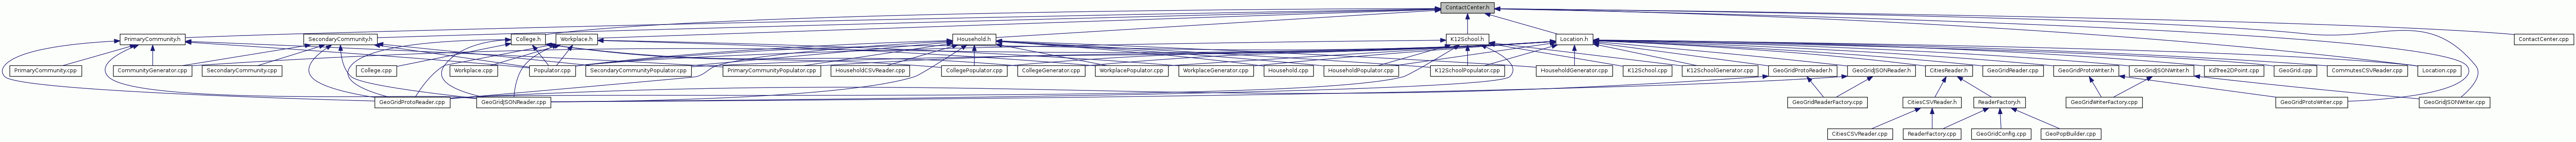 ContactCenter.h
PrimaryCommunity.h
SecondaryCommunity.h
College.h
Workplace.h
Household.h
K12School.h
Location.h
ContactCenter.cpp
PrimaryCommunity.cpp
CommunityGenerator.cpp
SecondaryCommunity.cpp
College.cpp
Workplace.cpp
Populator.cpp
SecondaryCommunityPopulator.cpp
PrimaryCommunityPopulator.cpp
HouseholdCSVReader.cpp
CollegePopulator.cpp
CollegeGenerator.cpp
WorkplacePopulator.cpp
WorkplaceGenerator.cpp
Household.cpp
HouseholdPopulator.cpp
K12SchoolPopulator.cpp
HouseholdGenerator.cpp
K12School.cpp
K12SchoolGenerator.cpp
GeoGridProtoReader.h
GeoGridJSONReader.h
CitiesReader.h
GeoGridReader.cpp
GeoGridProtoWriter.h
GeoGridJSONWriter.h
KdTree2DPoint.cpp
GeoGrid.cpp
CommutesCSVReader.cpp
Location.cpp
GeoGridProtoReader.cpp
GeoGridJSONReader.cpp
GeoGridReaderFactory.cpp
CitiesCSVReader.h
ReaderFactory.h
GeoGridWriterFactory.cpp
GeoGridProtoWriter.cpp
GeoGridJSONWriter.cpp
CitiesCSVReader.cpp
ReaderFactory.cpp
GeoGridConfig.cpp
GeoPopBuilder.cpp